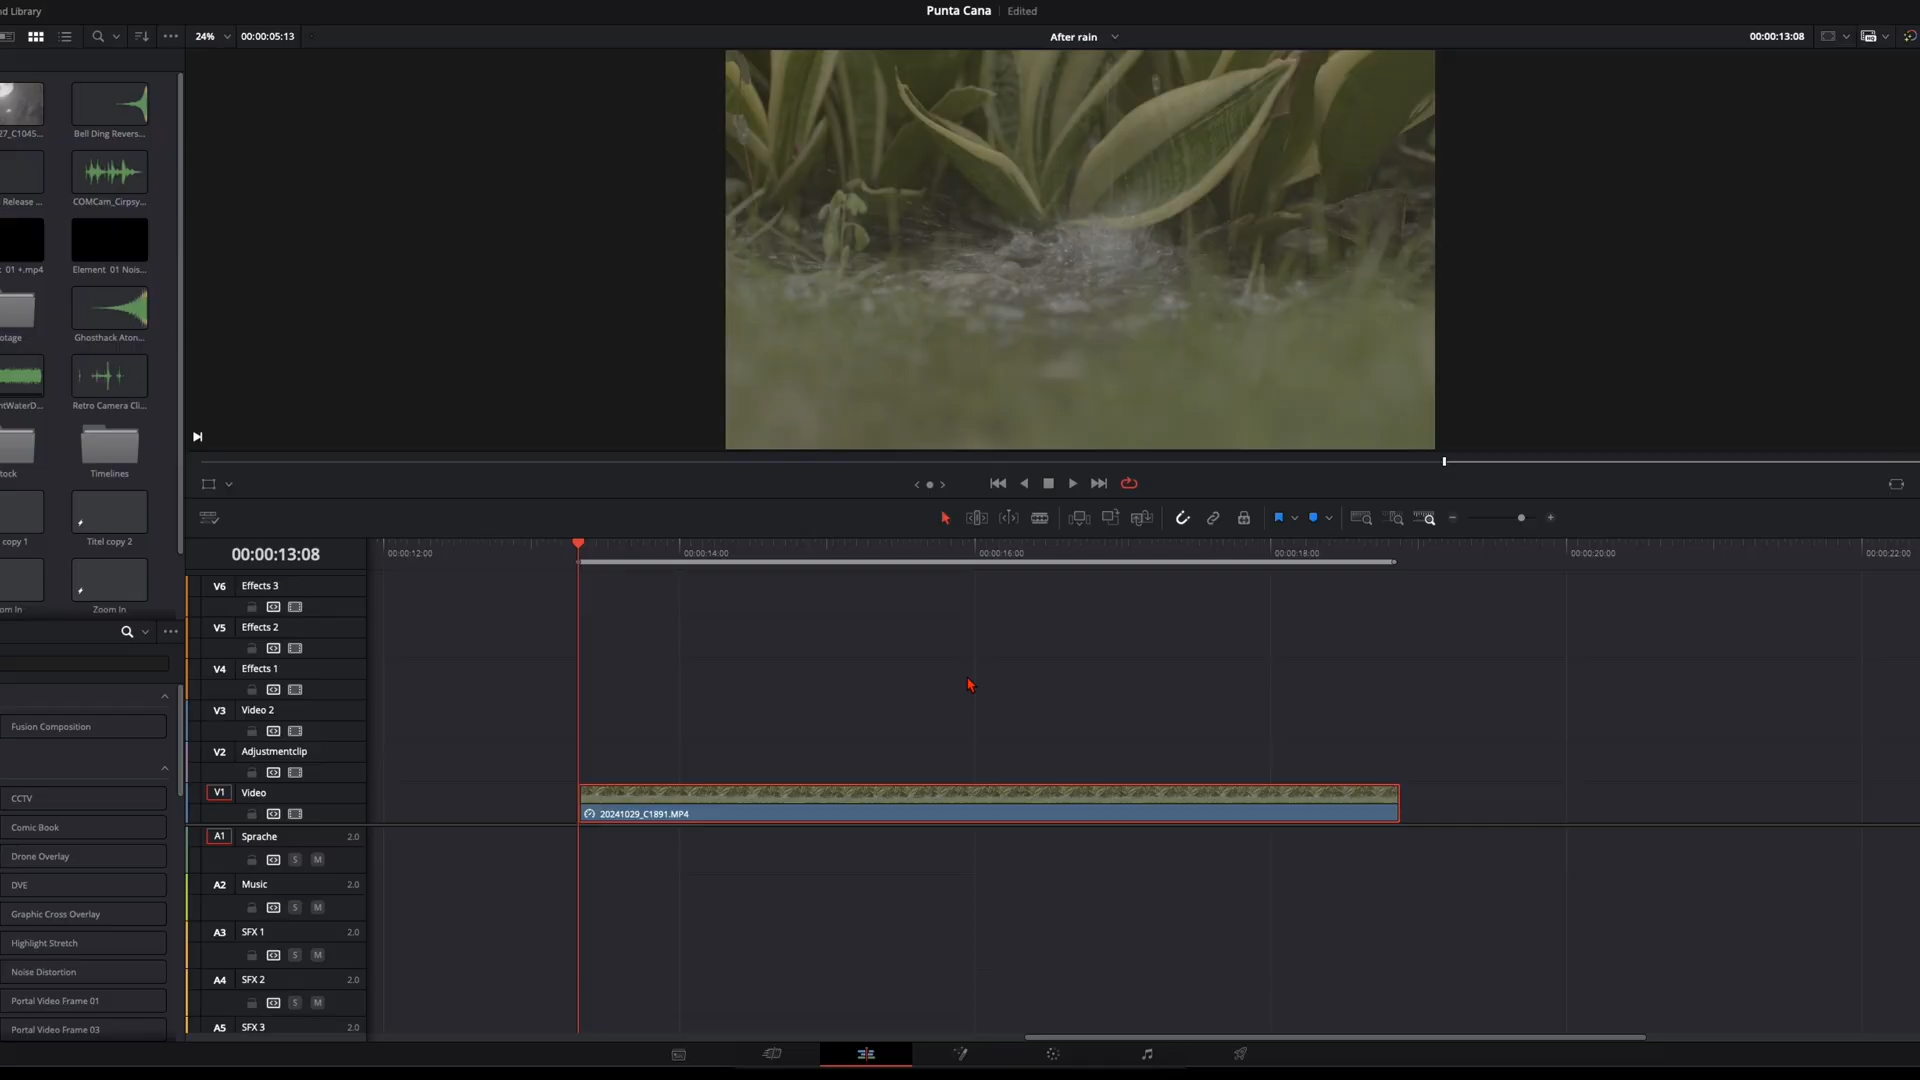 nd Library
Punta Cana
Edited
24%
00:00:05:13
After rain
00:00:13:08
27_C1045...
Bell Ding Revers...
Release ...
COMCam_Cirpsy...
01 +.mp4
Element 01 Nois...
otage
Ghosthack Aton...
ntWaterD...
Retro Camera Cli...
tock
Timelines
copy 1
Titel copy 2
om In
Zoom In
00:00:13:08
00:00:12:00
00:00:14:00
00:00:16:00
00:00:18:00
00:00:20:00
00:00:22:00
V6 Effects 3
V5 Effects 2
V4 Effects 1
V3 Video 2
V2 Adjustmentclip
V1 Video
20241029_C1891.MP4
A1 Sprache 2.0
S M
A2 Music 2.0
S M
A3 SFX 1 2.0
S M
A4 SFX 2 2.0
S M
A5 SFX 3 2.0
Fusion Composition
CCTV
Comic Book
Drone Overlay
DVE
Graphic Cross Overlay
Highlight Stretch
Noise Distortion
Portal Video Frame 01
Portal Video Frame 03